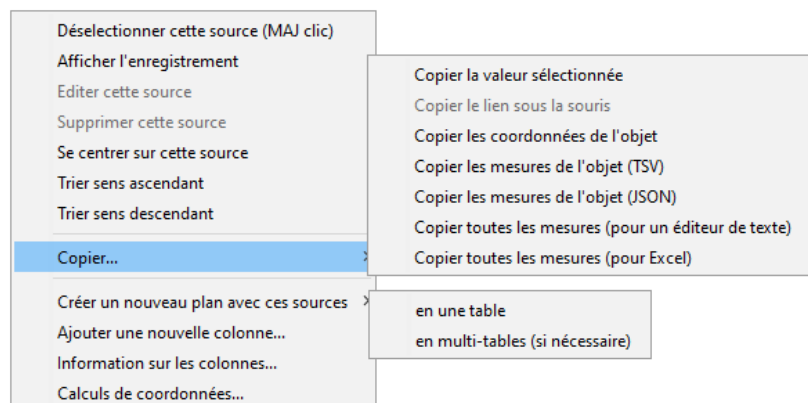 Déselectionner cette source (MAJ clic)
Afficher l'enregistrement
Editer cette source
Supprimer cette source
Se centrer sur cette source
Trier sens ascendant
Trier sens descendant
Copier...
Copier la valeur sélectionnée
Copier le lien sous la souris
Copier les coordonnées de l'objet
Copier les mesures de l'objet (TSV)
Copier les mesures de l'objet (JSON)
Copier toutes les mesures (pour un éditeur de texte)
Copier toutes les mesures (pour Excel)
Créer un nouveau plan avec ces sources
en une table
en multi-tables (si nécessaire)
Ajouter une nouvelle colonne...
Information sur les colonnes...
Calculs de coordonnées...